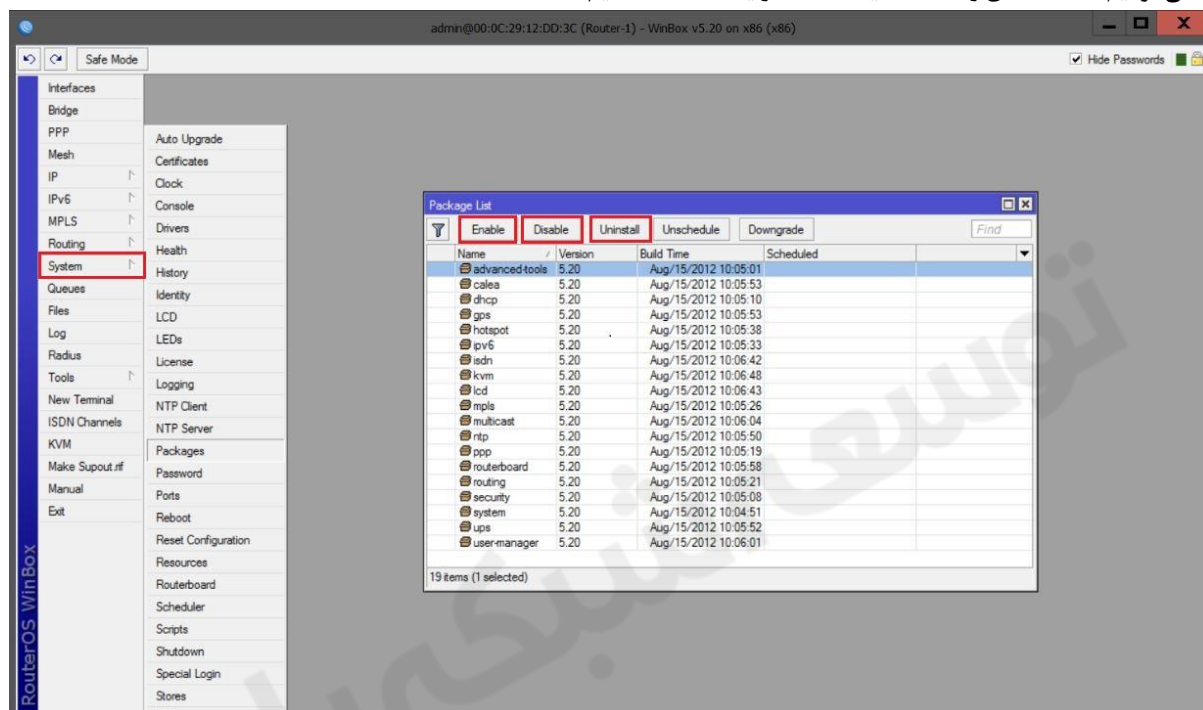 admin@00:0C:29:12:DD:3C (Router-1) - WinBox v5.20 on x86 (x86)
Safe Mode
Hide Passwords
Interfaces
Bridge
PPP
Mesh
IP
IPv6
MPLS
Routing
System
Queues
Files
Log
Radius
Tools
New Terminal
ISDN Channels
KVM
Make Supout.rif
Manual
Exit
RouterOS WinBox
Auto Upgrade
Certificates
Clock
Console
Drivers
Health
History
Identity
LCD
LEDs
License
Logging
NTP Client
NTP Server
Packages
Password
Ports
Reboot
Reset Configuration
Resources
Routerboard
Scheduler
Scripts
Shutdown
Special Login
Stores
Package List
Enable Disable Uninstall Unschedule Downgrade Find
Name / Version Build Time Scheduled
advanced-tools 5.20 Aug/15/2012 10:05:01
calea 5.20 Aug/15/2012 10:05:53
dhcp 5.20 Aug/15/2012 10:05:10
gps 5.20 Aug/15/2012 10:05:53
hotspot 5.20 Aug/15/2012 10:05:38
ipv6 5.20 Aug/15/2012 10:05:33
isdn 5.20 Aug/15/2012 10:06:42
kvm 5.20 Aug/15/2012 10:06:48
lcd 5.20 Aug/15/2012 10:06:43
mpls 5.20 Aug/15/2012 10:05:26
multicast 5.20 Aug/15/2012 10:06:04
ntp 5.20 Aug/15/2012 10:05:50
ppp 5.20 Aug/15/2012 10:05:19
routerboard 5.20 Aug/15/2012 10:05:58
routing 5.20 Aug/15/2012 10:05:21
security 5.20 Aug/15/2012 10:05:08
system 5.20 Aug/15/2012 10:04:51
ups 5.20 Aug/15/2012 10:05:52
user-manager 5.20 Aug/15/2012 10:06:01
19 items (1 selected)